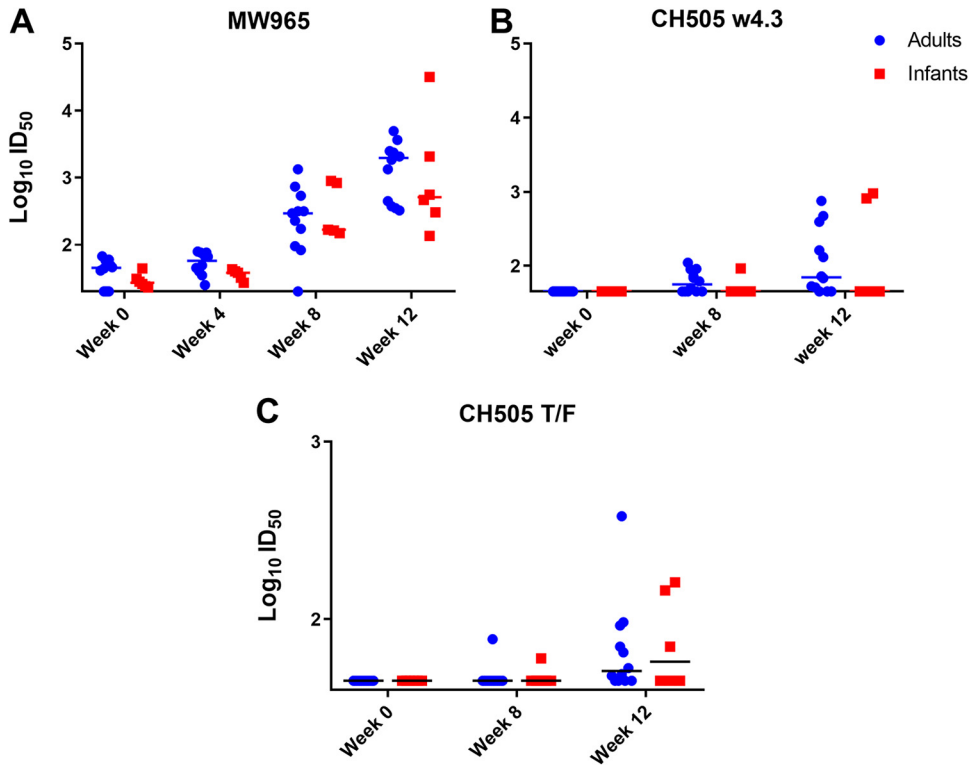 A
MW965
Log10 ID50
5
4
3
2
Week 0
Week 4
Week 8
Week 12
B
CH505 w4.3
Adults
Infants
5
4
3
2
week 0
week 8
week 12
C
CH505 T/F
Log10 ID50
3
2
Week 0
Week 8
Week 12